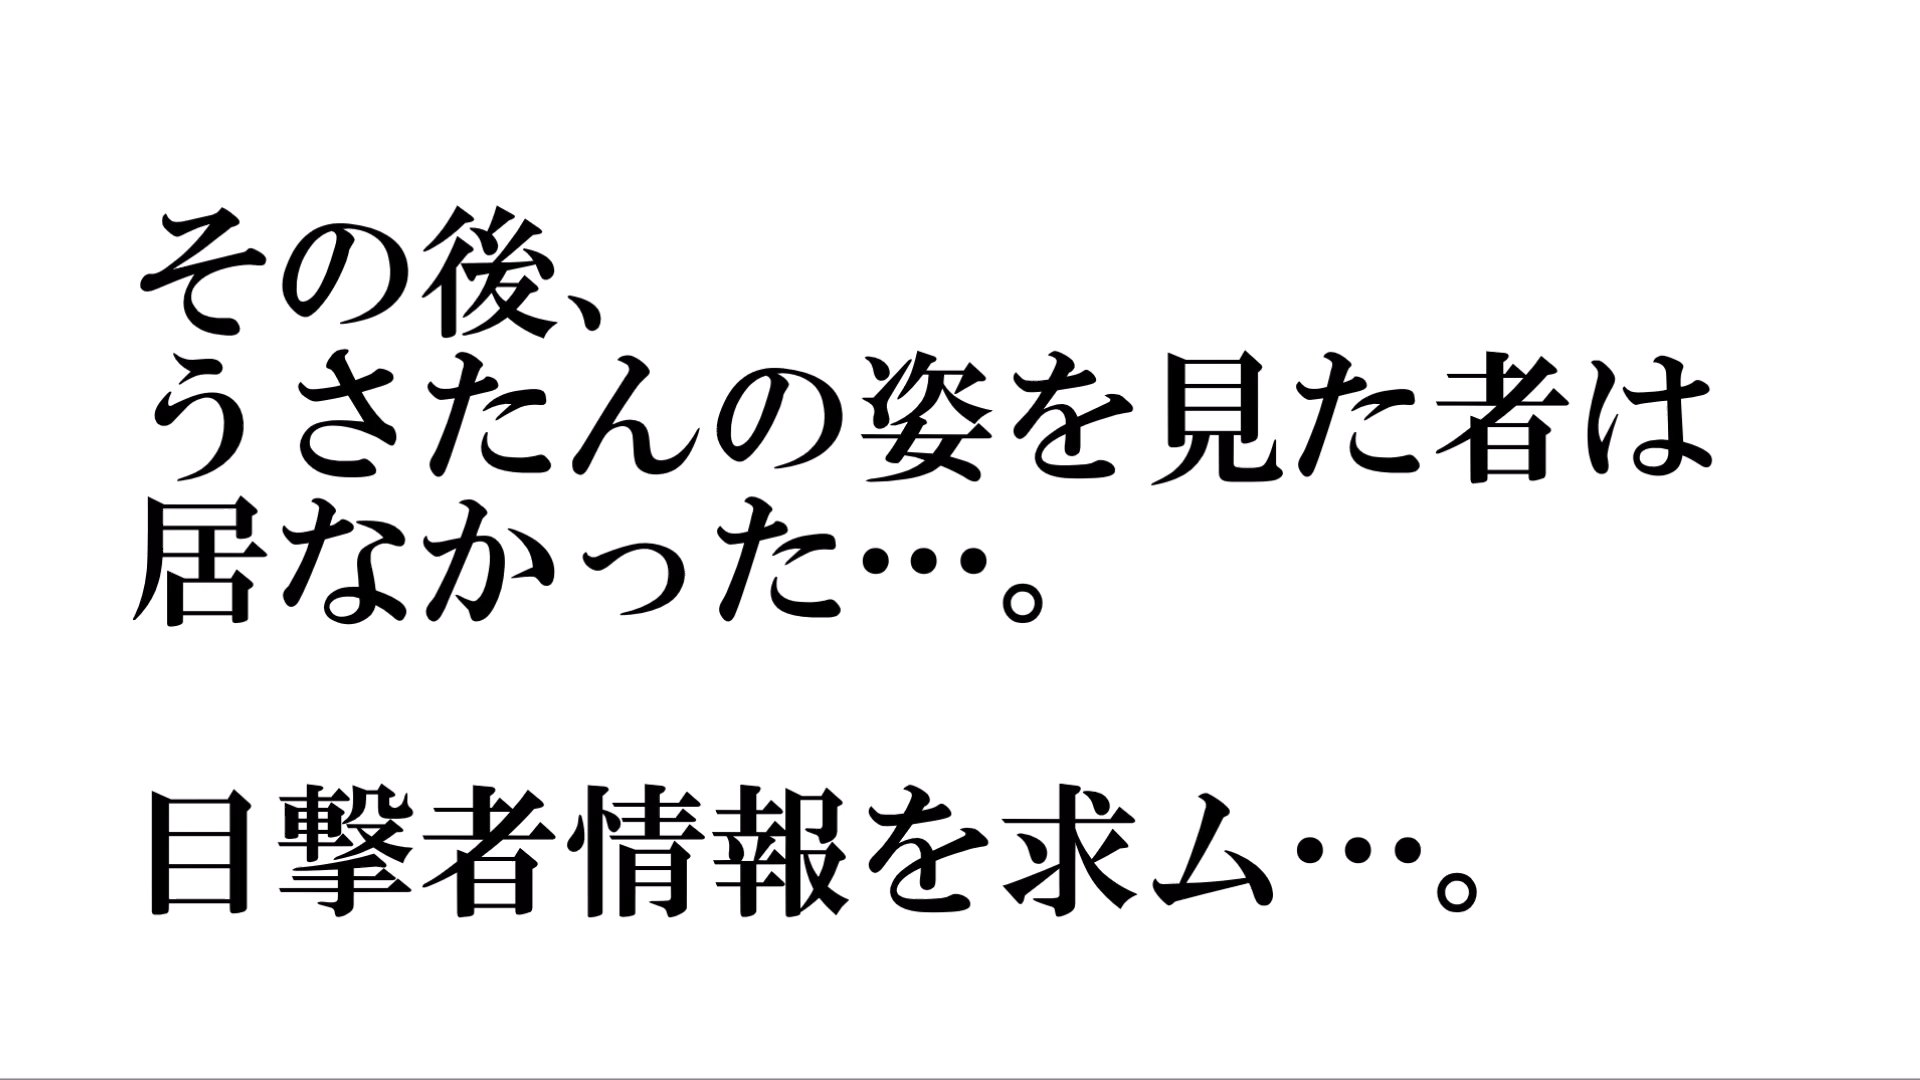 その後、
うさたんの姿を見た者は
居なかった…。
目撃者情報を求ム…。